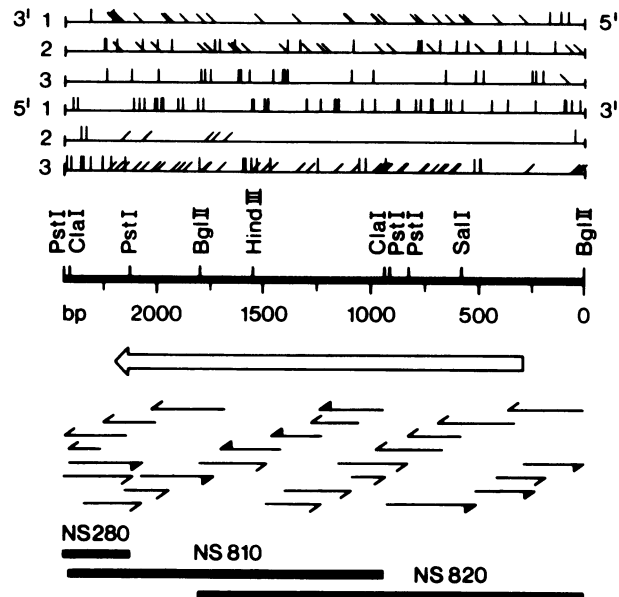 3' 1 5'
2
3
5' 1 3'
2
3
PstI ClaI PstI BglII HindIII ClaI PstI PstI SalI BglII
bp 2000 1500 1000 500 0
NS280
NS810
NS820